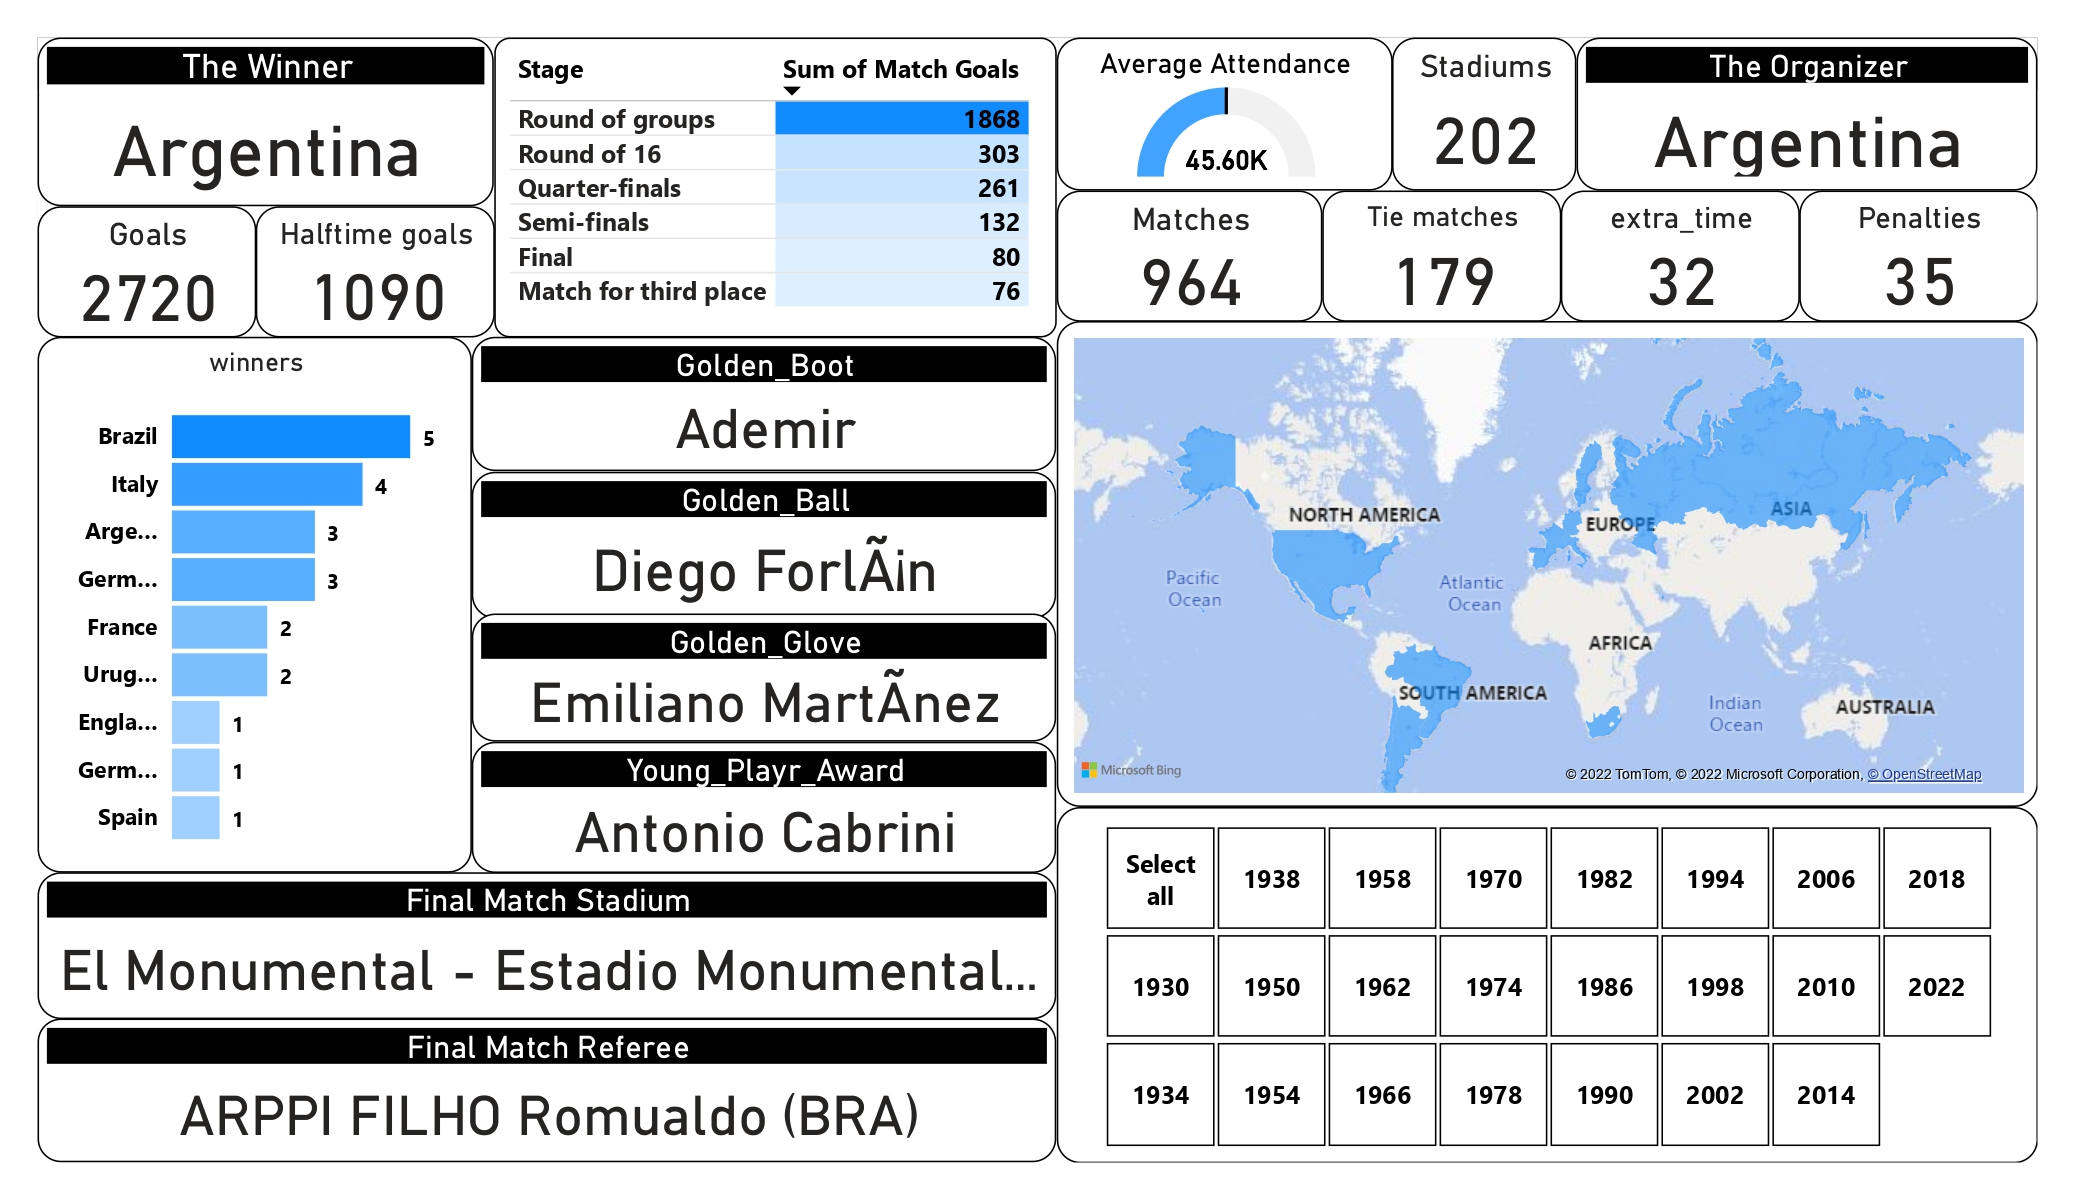 The Winner
Argentina
Goals
2720
Halftime goals
1090
Stage Sum of Match Goals
Round of groups 1868
Round of 16 303
Quarter-finals 261
Semi-finals 132
Final 80
Match for third place 76
Average Attendance
45.60K
Stadiums
202
The Organizer
Argentina
Matches
964
Tie matches
179
extra_time
32
Penalties
35
winners
Brazil 5
Italy 4
Arge... 3
Germ... 3
France 2
Urug... 2
Engla... 1
Germ... 1
Spain 1
Golden_Boot
Ademir
Golden_Ball
Diego ForlÃ¡n
Golden_Glove
Emiliano MartÃnez
Young_Playr_Award
Antonio Cabrini
Final Match Stadium
El Monumental - Estadio Monumental...
Final Match Referee
ARPPI FILHO Romualdo (BRA)
NORTH AMERICA
EUROPE
ASIA
Pacific
Ocean
Atlantic
Ocean
AFRICA
SOUTH AMERICA
Indian
Ocean
AUSTRALIA
Microsoft Bing
© 2022 TomTom, © 2022 Microsoft Corporation, © OpenStreetMap
Select
all
1938 1958 1970 1982 1994 2006 2018
1930 1950 1962 1974 1986 1998 2010 2022
1934 1954 1966 1978 1990 2002 2014